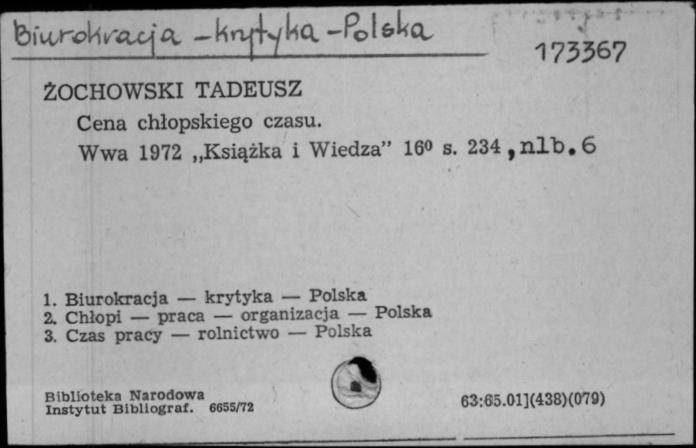 Biurokracja - krytyka - Polska
173367
ŻOCHOWSKI TADEUSZ
Cena chłopskiego czasu.
Wwa 1972 „Książka i Wiedza” 16⁰ s. 234, nlb. 6
1. Biurokracja — krytyka — Polska
2. Chłopi — praca — organizacja — Polska
3. Czas pracy — rolnictwo — Polska
Biblioteka Narodowa
Instytut Bibliograf. 6655/72
63:65.01](438)(079)